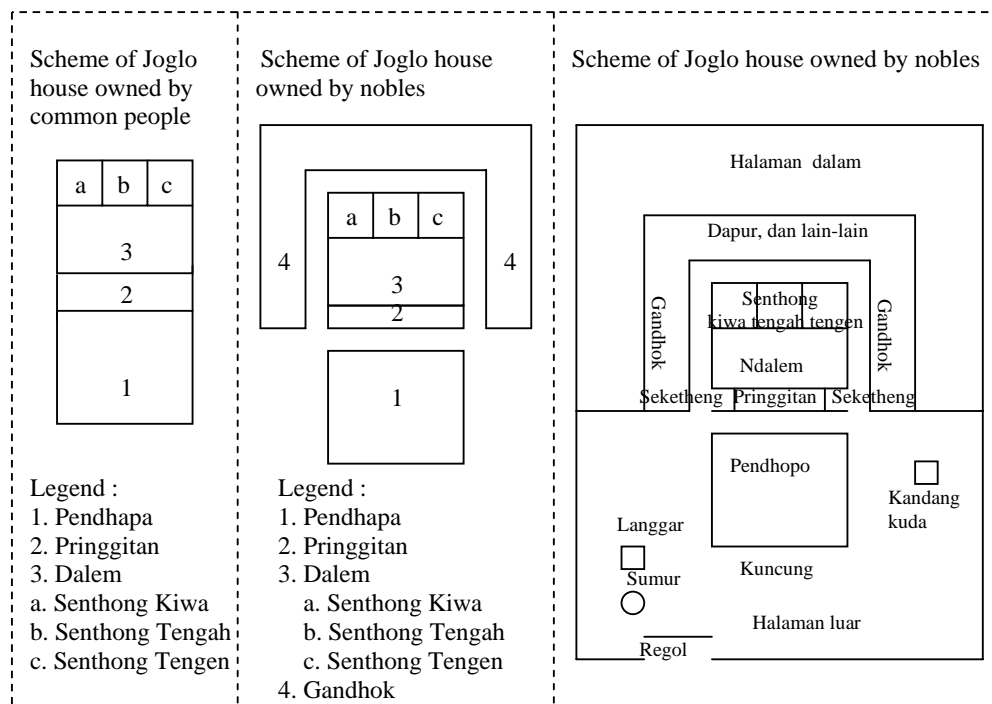 Scheme of Joglo
house owned by
common people
a b c
3
2
1
Legend :
1. Pendhapa
2. Pringgitan
3. Dalem
a. Senthong Kiwa
b. Senthong Tengah
c. Senthong Tengen
Scheme of Joglo house
owned by nobles
a b c
4 4
3
2
1
Legend :
1. Pendhapa
2. Pringgitan
3. Dalem
a. Senthong Kiwa
b. Senthong Tengah
c. Senthong Tengen
4. Gandhok
Scheme of Joglo house owned by nobles
Halaman dalam
Dapur, dan lain-lain
Senthong
kiwa tengah tengen
Gandhok
Gandhok
Ndalem
Seketheng Pringgitan Seketheng
Pendhopo
Kandang
kuda
Langgar
Kuncung
Sumur
Halaman luar
Regol